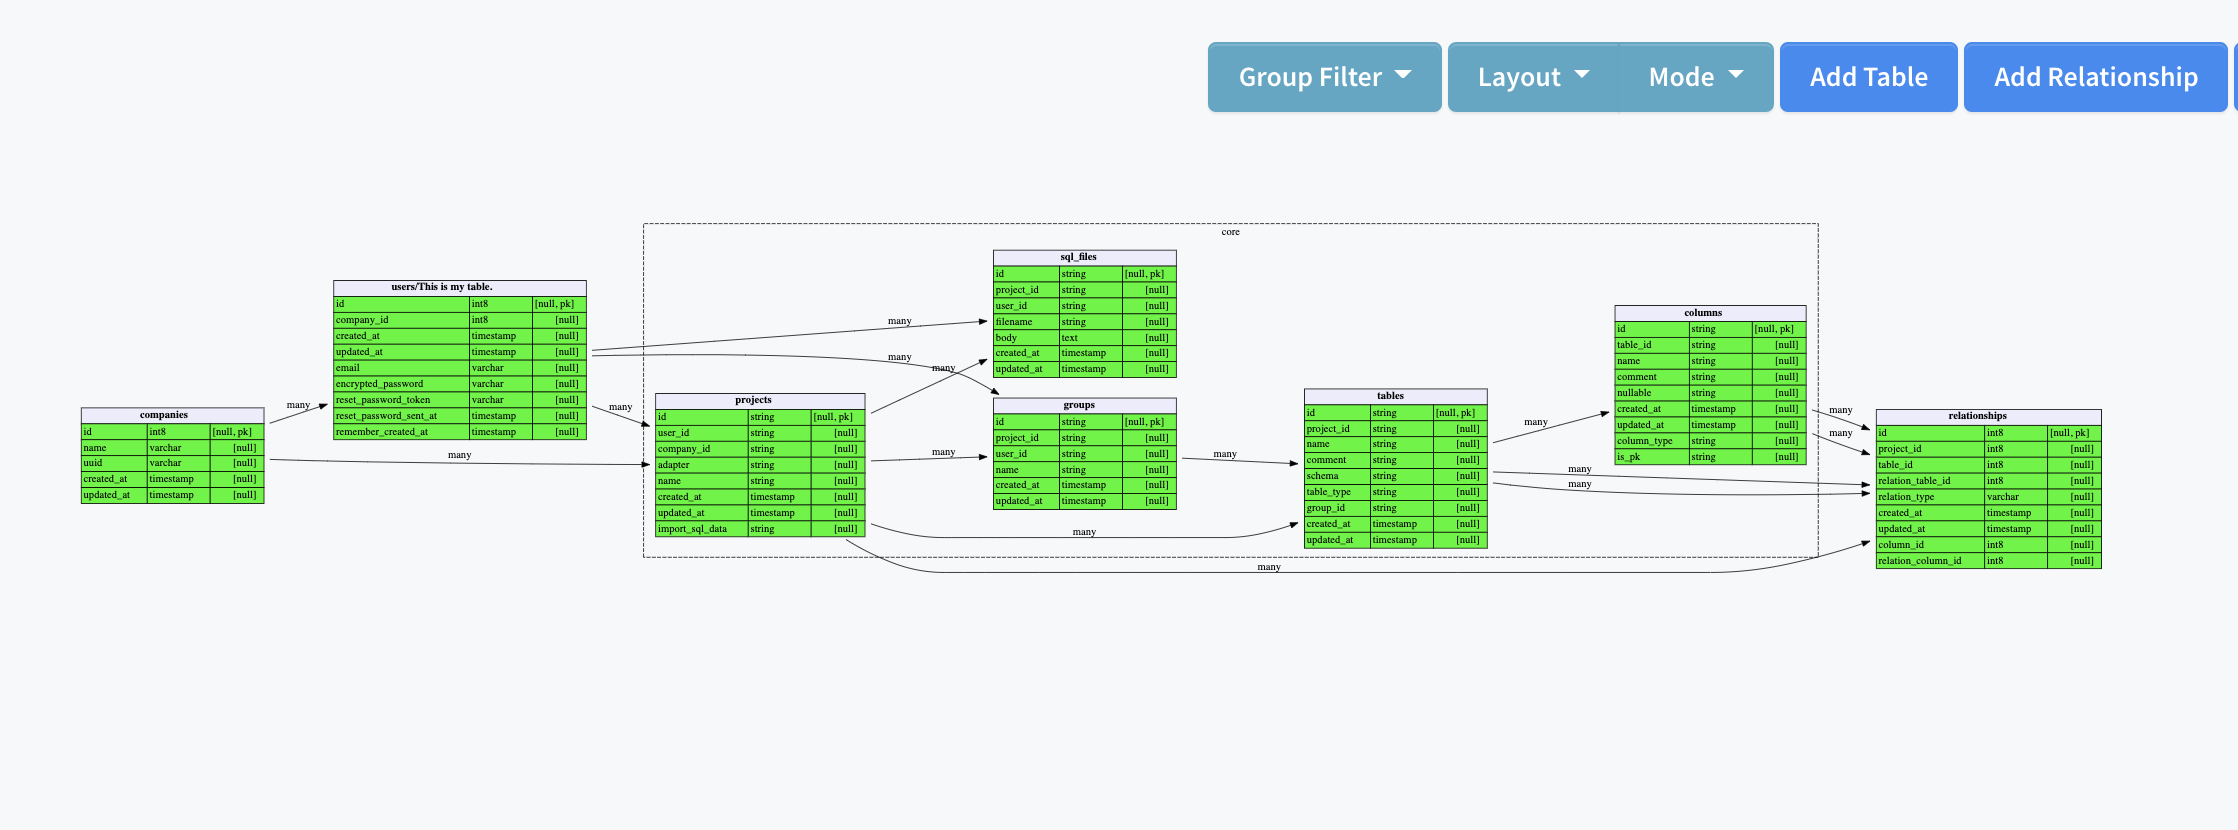 Group Filter
Layout
Mode
Add Table
Add Relationship
core
companies
id int8 [null, pk]
name varchar [null]
uuid varchar [null]
created_at timestamp [null]
updated_at timestamp [null]
many
many
users/This is my table.
id int8 [null, pk]
company_id int8 [null]
created_at timestamp [null]
updated_at timestamp [null]
email varchar [null]
encrypted_password varchar [null]
reset_password_token varchar [null]
reset_password_sent_at timestamp [null]
remember_created_at timestamp [null]
many
many
many
projects
id string [null, pk]
user_id string [null]
company_id string [null]
adapter string [null]
name string [null]
created_at timestamp [null]
updated_at timestamp [null]
import_sql_data string [null]
many
many
many
many
sql_files
id string [null, pk]
project_id string [null]
user_id string [null]
filename string [null]
body text [null]
created_at timestamp [null]
updated_at timestamp [null]
groups
id string [null, pk]
project_id string [null]
user_id string [null]
name string [null]
created_at timestamp [null]
updated_at timestamp [null]
many
tables
id string [null, pk]
project_id string [null]
name string [null]
comment string [null]
schema string [null]
table_type string [null]
group_id string [null]
created_at timestamp [null]
updated_at timestamp [null]
many
many
many
columns
id string [null, pk]
table_id string [null]
name string [null]
comment string [null]
nullable string [null]
created_at timestamp [null]
updated_at timestamp [null]
column_type string [null]
is_pk string [null]
many
many
relationships
id int8 [null, pk]
project_id int8 [null]
table_id int8 [null]
relation_table_id int8 [null]
relation_type varchar [null]
created_at timestamp [null]
updated_at timestamp [null]
column_id int8 [null]
relation_column_id int8 [null]